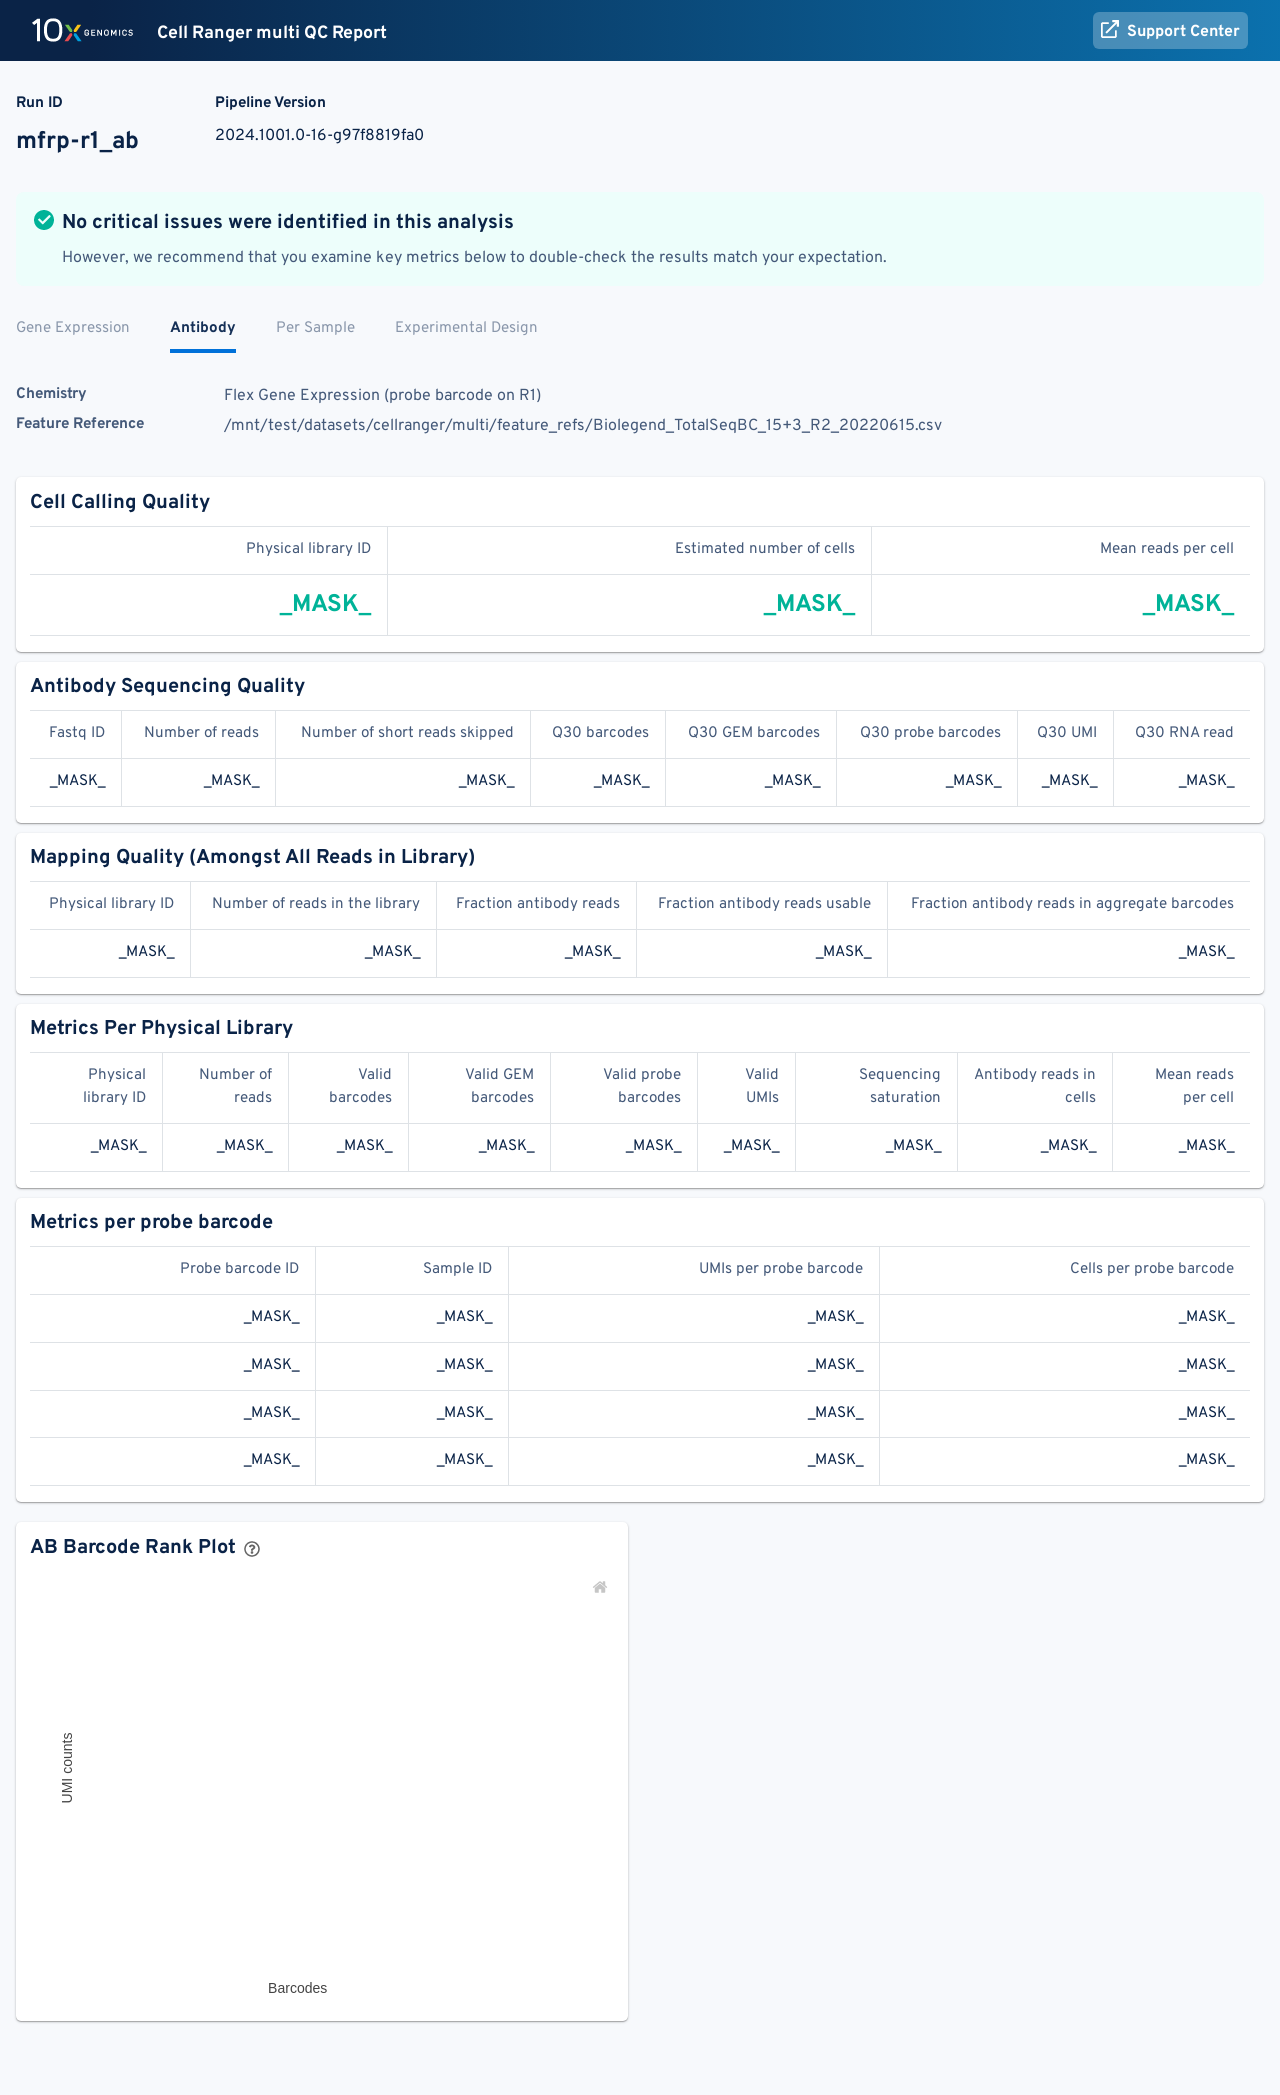 10x GENOMICS Cell Ranger multi QC Report Support Center
Run ID Pipeline Version
mfrp-r1_ab 2024.1001.0-16-g97f8819fa0
No critical issues were identified in this analysis
However, we recommend that you examine key metrics below to double-check the results match your expectation.
Gene Expression Antibody Per Sample Experimental Design
Chemistry Flex Gene Expression (probe barcode on R1)
Feature Reference /mnt/test/datasets/cellranger/multi/feature_refs/Biolegend_TotalSeqBC_15+3_R2_20220615.csv
Cell Calling Quality
Physical library ID Estimated number of cells Mean reads per cell
_MASK_ _MASK_ _MASK_
Antibody Sequencing Quality
Fastq ID Number of reads Number of short reads skipped Q30 barcodes Q30 GEM barcodes Q30 probe barcodes Q30 UMI Q30 RNA read
_MASK_ _MASK_ _MASK_ _MASK_ _MASK_ _MASK_ _MASK_ _MASK_
Mapping Quality (Amongst All Reads in Library)
Physical library ID Number of reads in the library Fraction antibody reads Fraction antibody reads usable Fraction antibody reads in aggregate barcodes
_MASK_ _MASK_ _MASK_ _MASK_ _MASK_
Metrics Per Physical Library
Physical Number of Valid Valid GEM Valid probe Valid Sequencing Antibody reads in Mean reads
library ID reads barcodes barcodes barcodes UMIs saturation cells per cell
_MASK_ _MASK_ _MASK_ _MASK_ _MASK_ _MASK_ _MASK_ _MASK_ _MASK_
Metrics per probe barcode
Probe barcode ID Sample ID UMIs per probe barcode Cells per probe barcode
_MASK_ _MASK_ _MASK_ _MASK_
_MASK_ _MASK_ _MASK_ _MASK_
_MASK_ _MASK_ _MASK_ _MASK_
_MASK_ _MASK_ _MASK_ _MASK_
AB Barcode Rank Plot ?
UMI counts
Barcodes